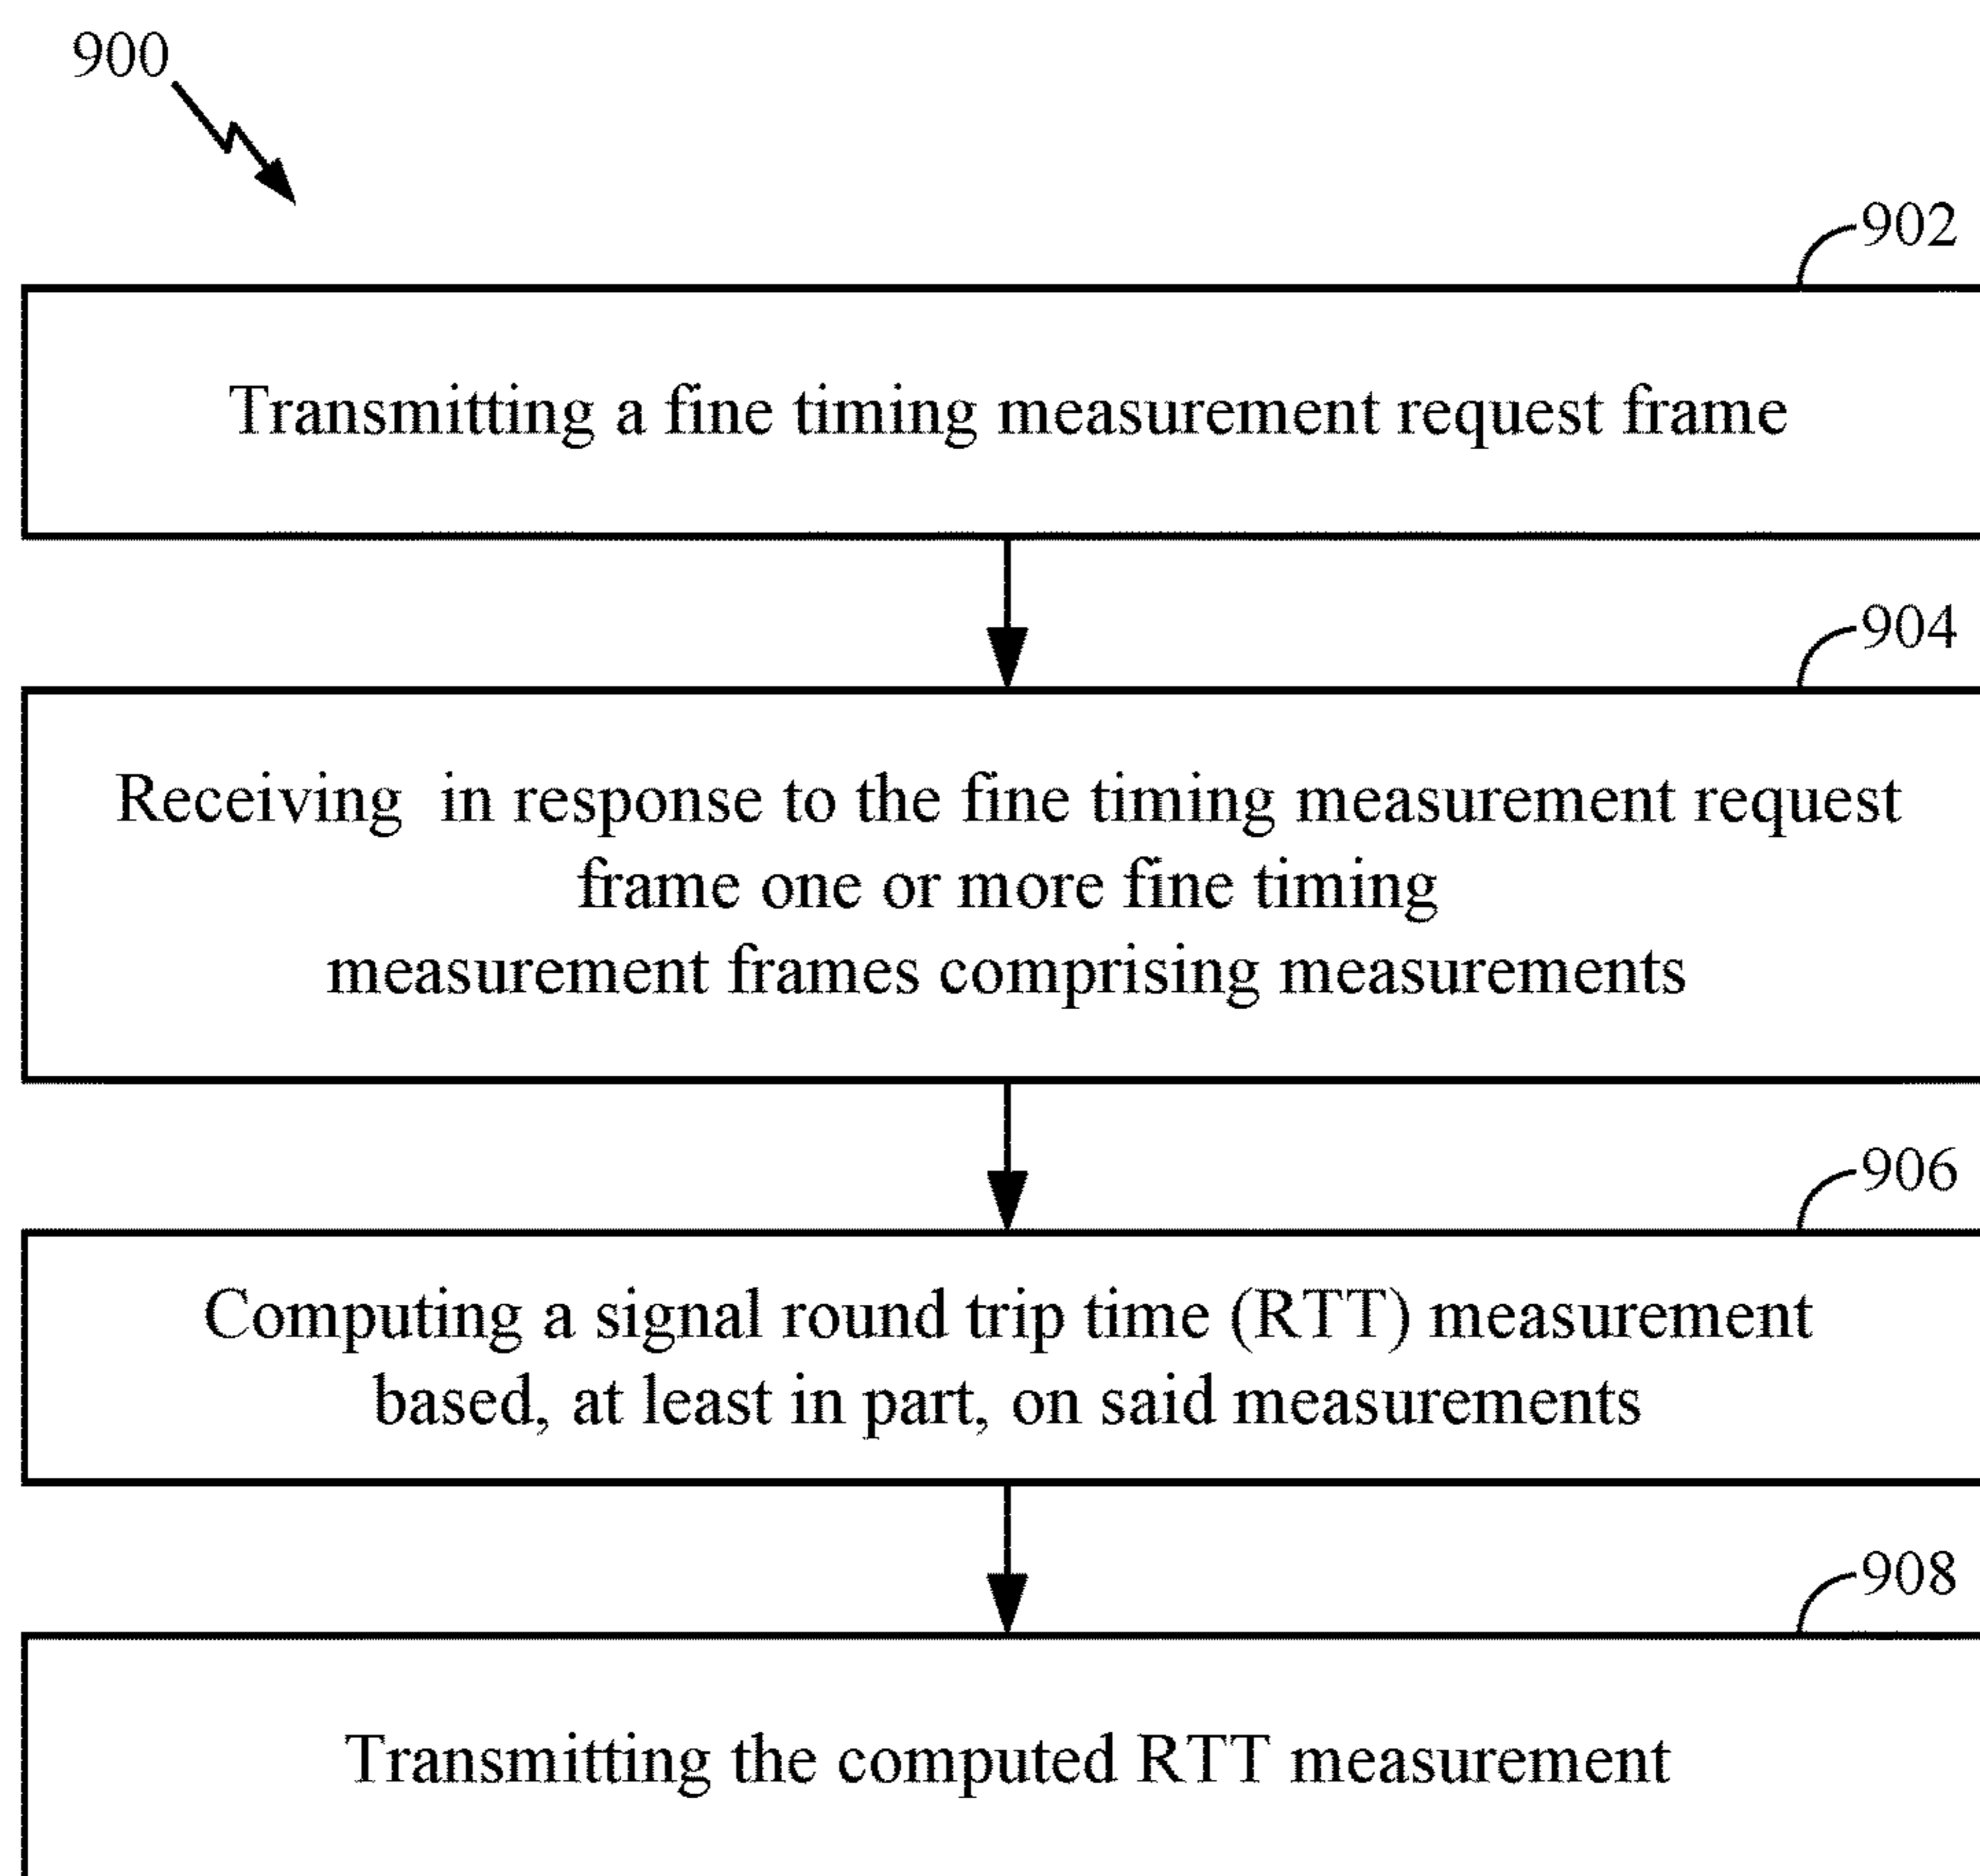 900
902
Transmitting a fine timing measurement request frame
904
Receiving in response to the fine timing measurement request
frame one or more fine timing
measurement frames comprising measurements
906
Computing a signal round trip time (RTT) measurement
based, at least in part, on said measurements
908
Transmitting the computed RTT measurement